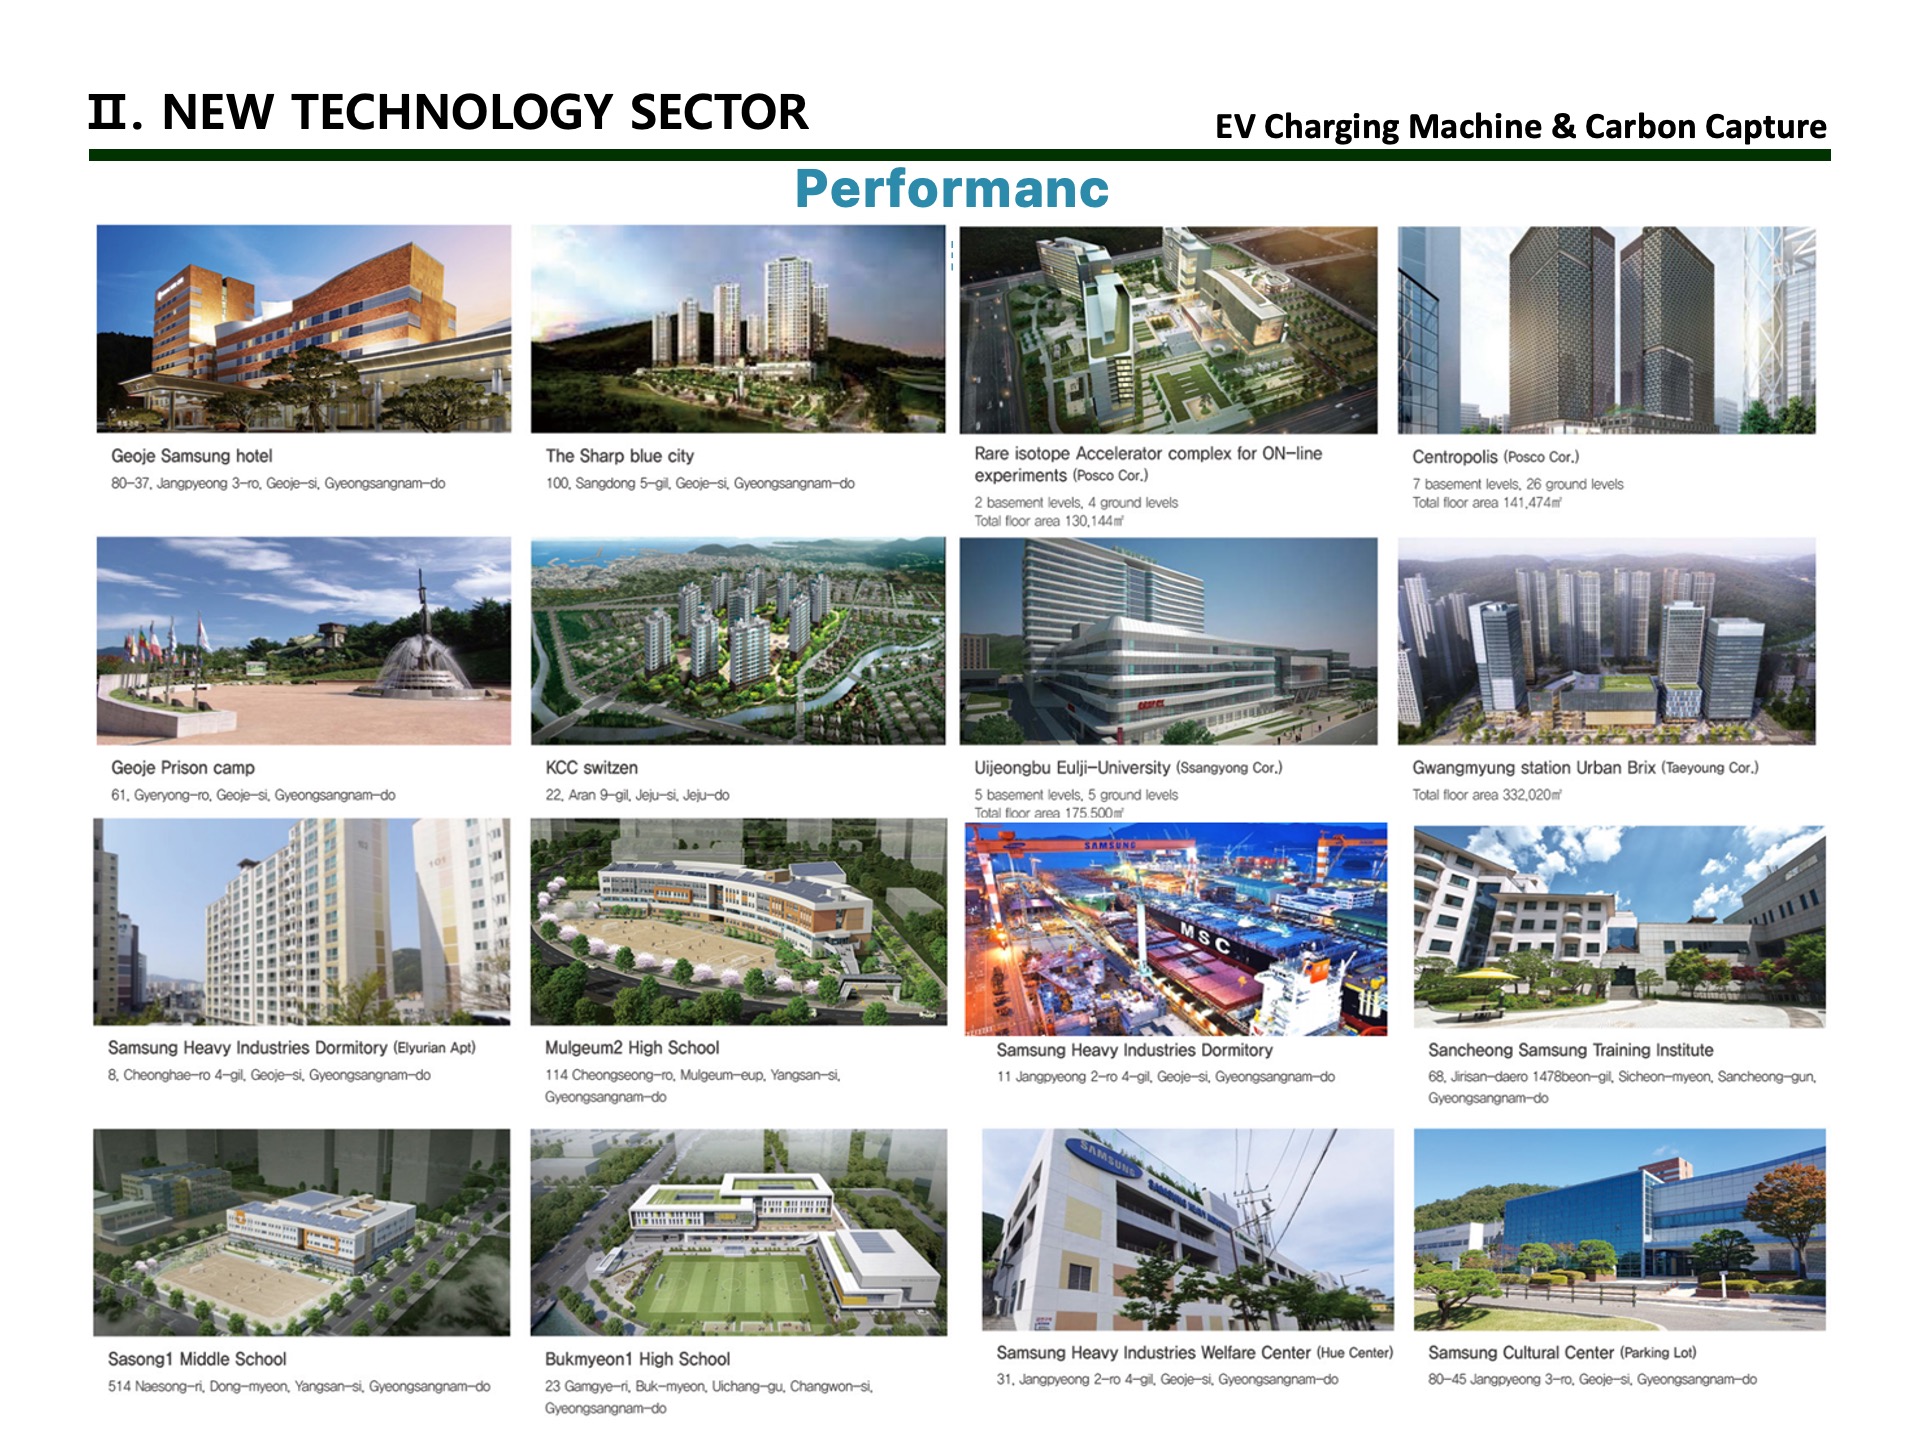 Ⅱ. NEW TECHNOLOGY SECTOR
EV Charging Machine & Carbon Capture
Performanc
Geoje Samsung hotel
80-37, Jangpyeong 3-ro, Geoje-si, Gyeongsangnam-do
The Sharp blue city
100, Sangdong 5-gil, Geoje-si, Gyeongsangnam-do
Rare isotope Accelerator complex for ON-line
experiments (Posco Cor.)
2 basement levels, 4 ground levels
Total floor area 130,144㎡
Centropolis (Posco Cor.)
7 basement levels, 26 ground levels
Total floor area 141,474㎡
Geoje Prison camp
61, Gyeryong-ro, Geoje-si, Gyeongsangnam-do
KCC switzen
22, Aran 9-gil, Jeju-si, Jeju-do
Uijeongbu Eulji-University (Ssangyong Cor.)
5 basement levels, 5 ground levels
Total floor area 175,500㎡
Gwangmyung station Urban Brix (Taeyoung Cor.)
Total floor area 332,020㎡
101
SAMSUNG
MSC
Samsung Heavy Industries Dormitory (Elyurian Apt)
8, Cheonghae-ro 4-gil, Geoje-si, Gyeongsangnam-do
Mulgeum2 High School
114 Cheongseong-ro, Mulgeum-eup, Yangsan-si,
Gyeongsangnam-do
Samsung Heavy Industries Dormitory
11 Jangpyeong 2-ro 4-gil, Geoje-si, Gyeongsangnam-do
Sancheong Samsung Training Institute
68, Jirisan-daero 1478beon-gil, Sicheon-myeon, Sancheong-gun,
Gyeongsangnam-do
SAMSUNG
SAMSUNG HEAVY INDUSTRIES
Sasong1 Middle School
514 Naesong-ri, Dong-myeon, Yangsan-si, Gyeongsangnam-do
Bukmyeon1 High School
23 Gamgye-ri, Buk-myeon, Uichang-gu, Changwon-si,
Gyeongsangnam-do
Samsung Heavy Industries Welfare Center (Hue Center)
31, Jangpyeong 2-ro 4-gil, Geoje-si, Gyeongsangnam-do
Samsung Cultural Center (Parking Lot)
80-45 Jangpyeong 3-ro, Geoje-si, Gyeongsangnam-do